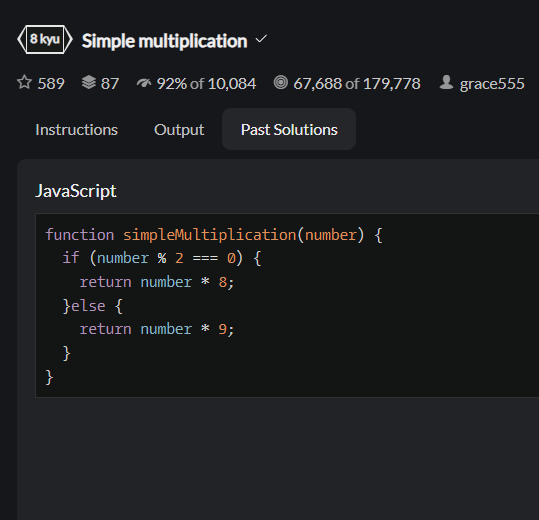 8 kyu Simple multiplication
589 87 92% of 10,084 67,688 of 179,778 grace555
Instructions Output Past Solutions
JavaScript
function simpleMultiplication(number) {
  if (number % 2 === 0) {
    return number * 8;
  }else {
    return number * 9;
  }
}